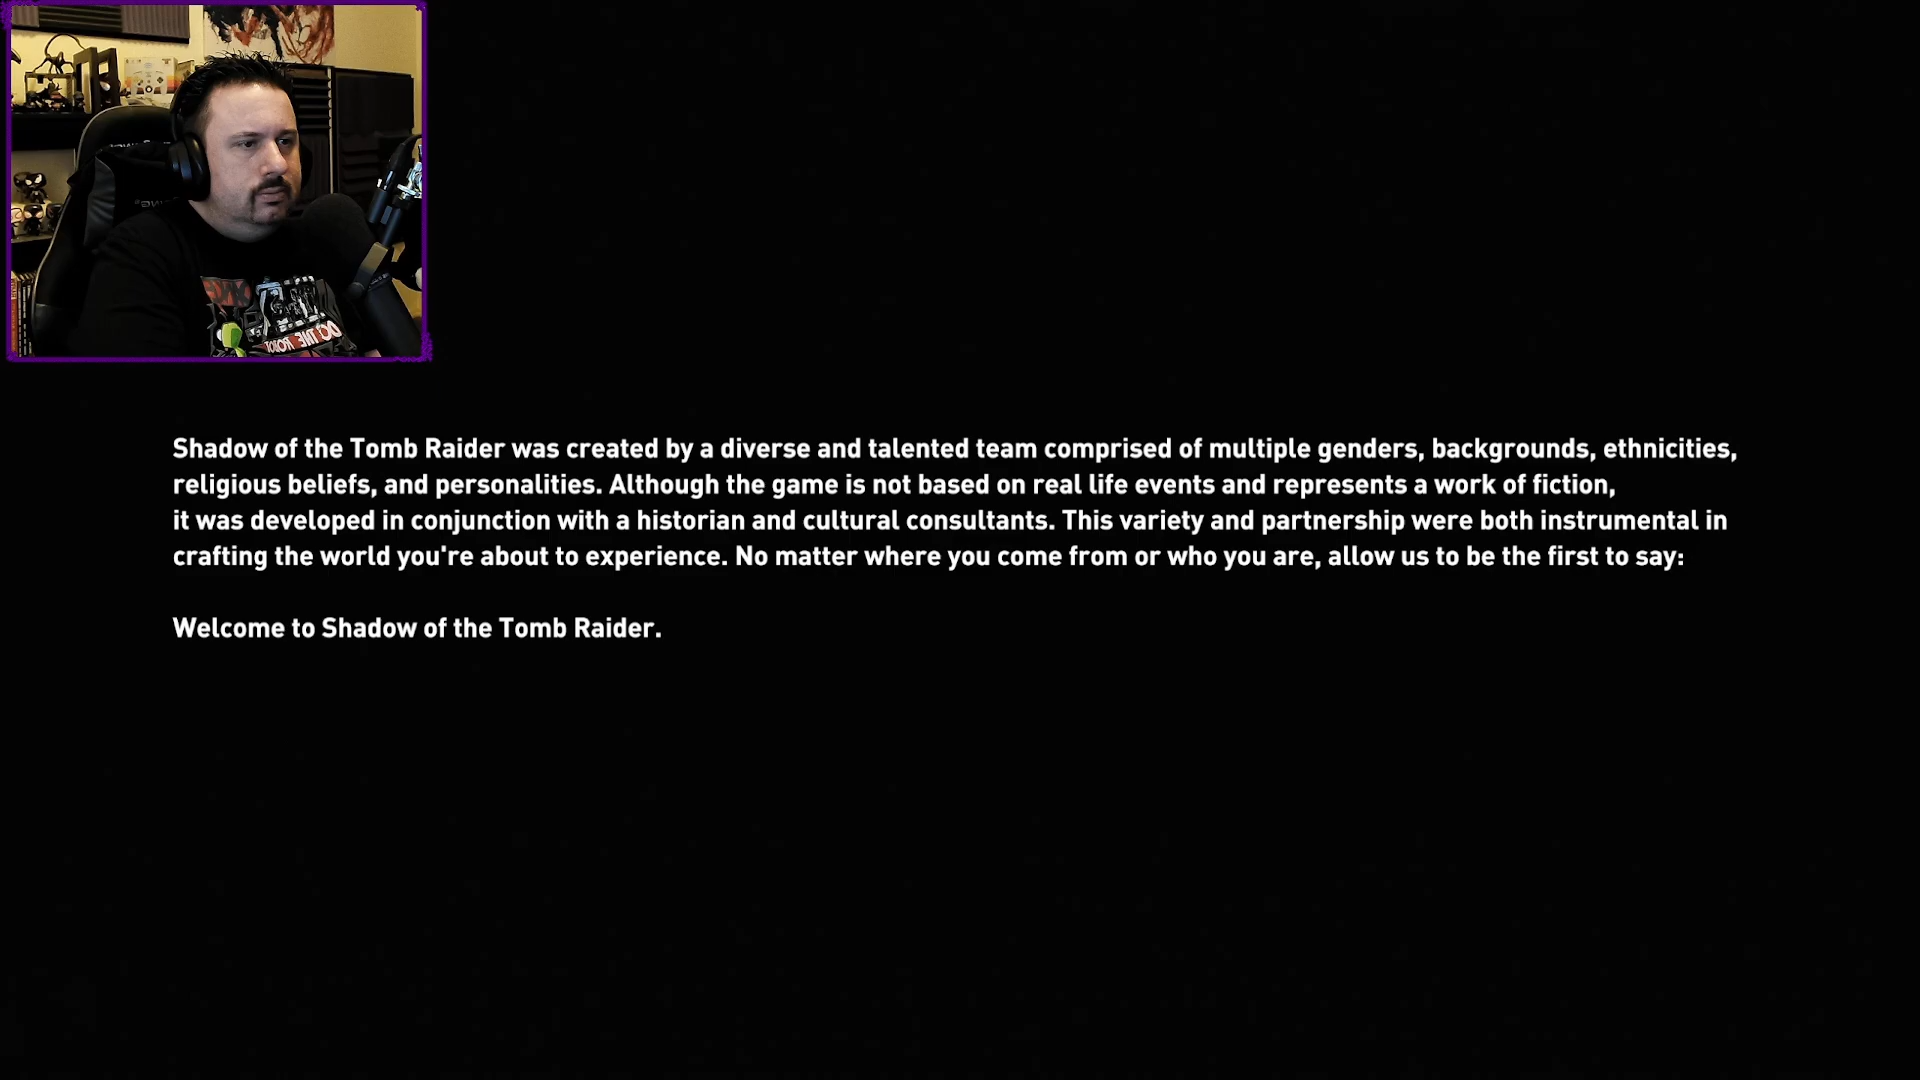 Shadow of the Tomb Raider was created by a diverse and talented team comprised of multiple genders, backgrounds, ethnicities,
religious beliefs, and personalities. Although the game is not based on real life events and represents a work of fiction,
it was developed in conjunction with a historian and cultural consultants. This variety and partnership were both instrumental in
crafting the world you're about to experience. No matter where you come from or who you are, allow us to be the first to say:
Welcome to Shadow of the Tomb Raider.